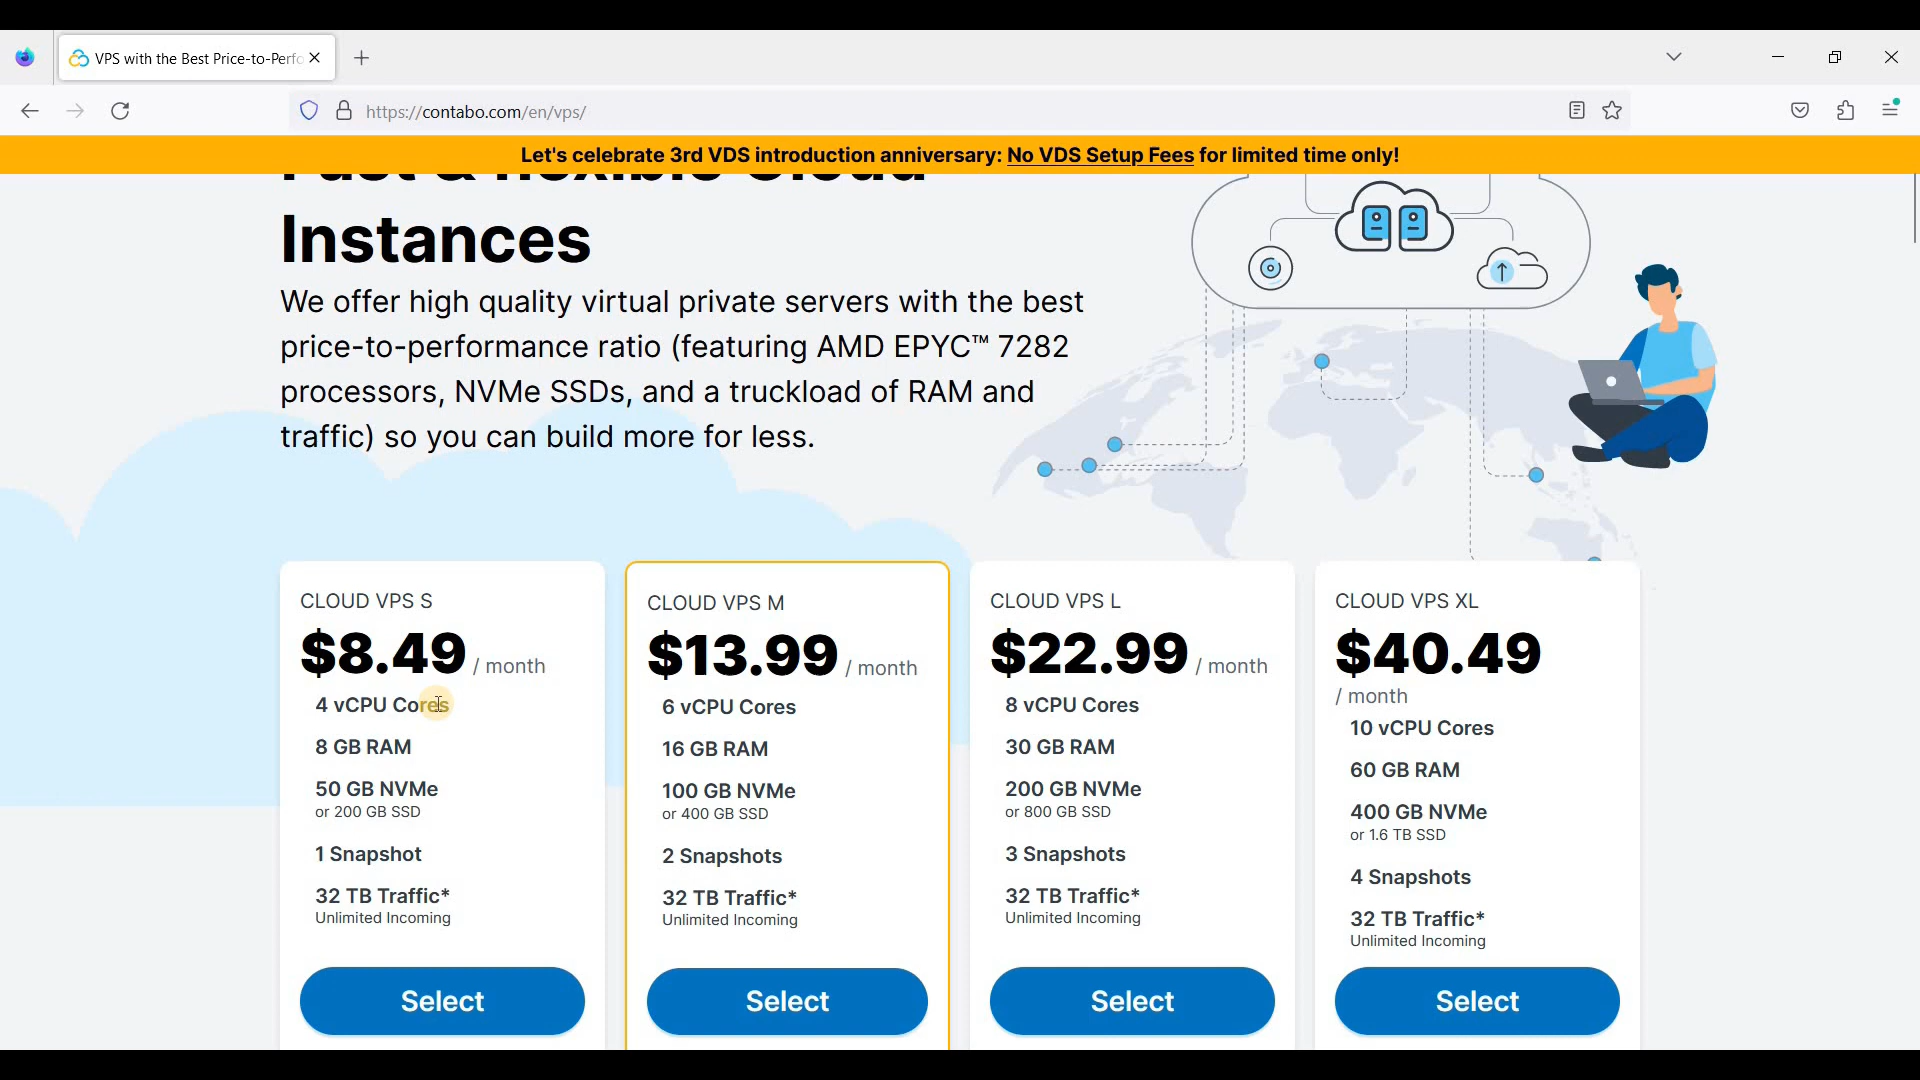 VPS with the Best Price-to-Perfo
https://contabo.com/en/vps/
Let's celebrate 3rd VDS introduction anniversary: No VDS Setup Fees for limited time only!
Fast & flexible Cloud
Instances
We offer high quality virtual private servers with the best
price-to-performance ratio (featuring AMD EPYC™ 7282
processors, NVMe SSDs, and a truckload of RAM and
traffic) so you can build more for less.
CLOUD VPS S
$8.49 / month
4 vCPU Cores
8 GB RAM
50 GB NVMe
or 200 GB SSD
1 Snapshot
32 TB Traffic*
Unlimited Incoming
Select
CLOUD VPS M
$13.99 / month
6 vCPU Cores
16 GB RAM
100 GB NVMe
or 400 GB SSD
2 Snapshots
32 TB Traffic*
Unlimited Incoming
Select
CLOUD VPS L
$22.99 / month
8 vCPU Cores
30 GB RAM
200 GB NVMe
or 800 GB SSD
3 Snapshots
32 TB Traffic*
Unlimited Incoming
Select
CLOUD VPS XL
$40.49
/ month
10 vCPU Cores
60 GB RAM
400 GB NVMe
or 1.6 TB SSD
4 Snapshots
32 TB Traffic*
Unlimited Incoming
Select